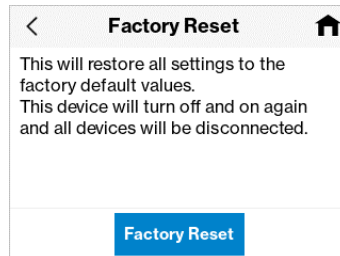 Factory Reset
This will restore all settings to the
factory default values.
This device will turn off and on again
and all devices will be disconnected.
Factory Reset